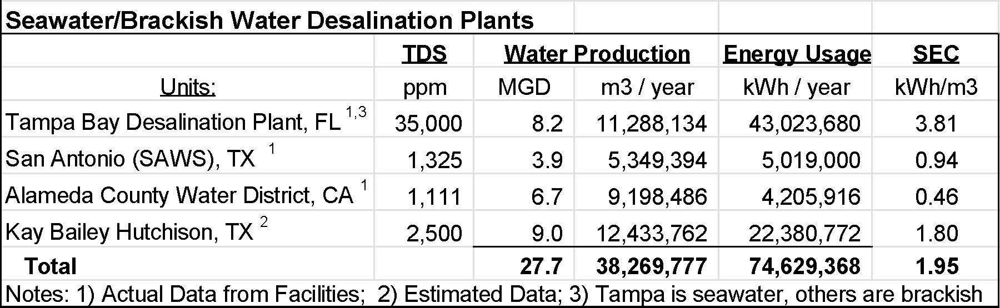 Seawater/Brackish Water Desalination Plants
TDS Water Production Energy Usage SEC
Units: ppm MGD m3 / year kWh / year kWh/m3
Tampa Bay Desalination Plant, FL 1,3 35,000 8.2 11,288,134 43,023,680 3.81
San Antonio (SAWS), TX 1 1,325 3.9 5,349,394 5,019,000 0.94
Alameda County Water District, CA 1 1,111 6.7 9,198,486 4,205,916 0.46
Kay Bailey Hutchison, TX 2 2,500 9.0 12,433,762 22,380,772 1.80
Total 27.7 38,269,777 74,629,368 1.95
Notes: 1) Actual Data from Facilities; 2) Estimated Data; 3) Tampa is seawater, others are brackish